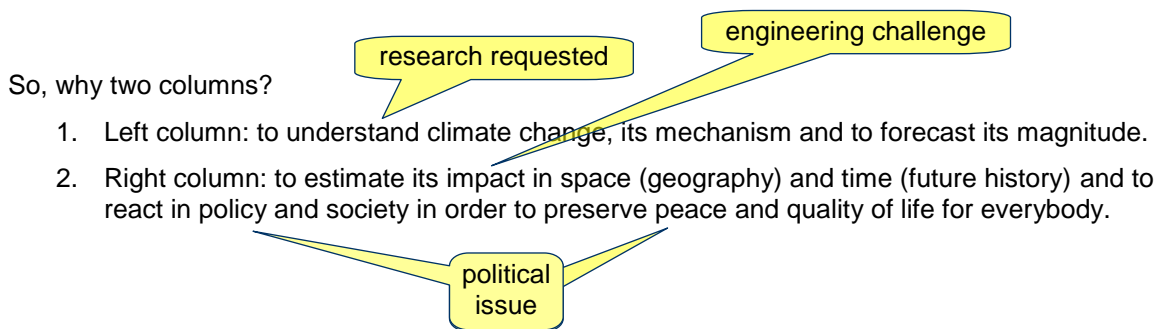 engineering challenge
research requested
So, why two columns?
1. Left column: to understand climate change, its mechanism and to forecast its magnitude.
2. Right column: to estimate its impact in space (geography) and time (future history) and to
react in policy and society in order to preserve peace and quality of life for everybody.
political
issue